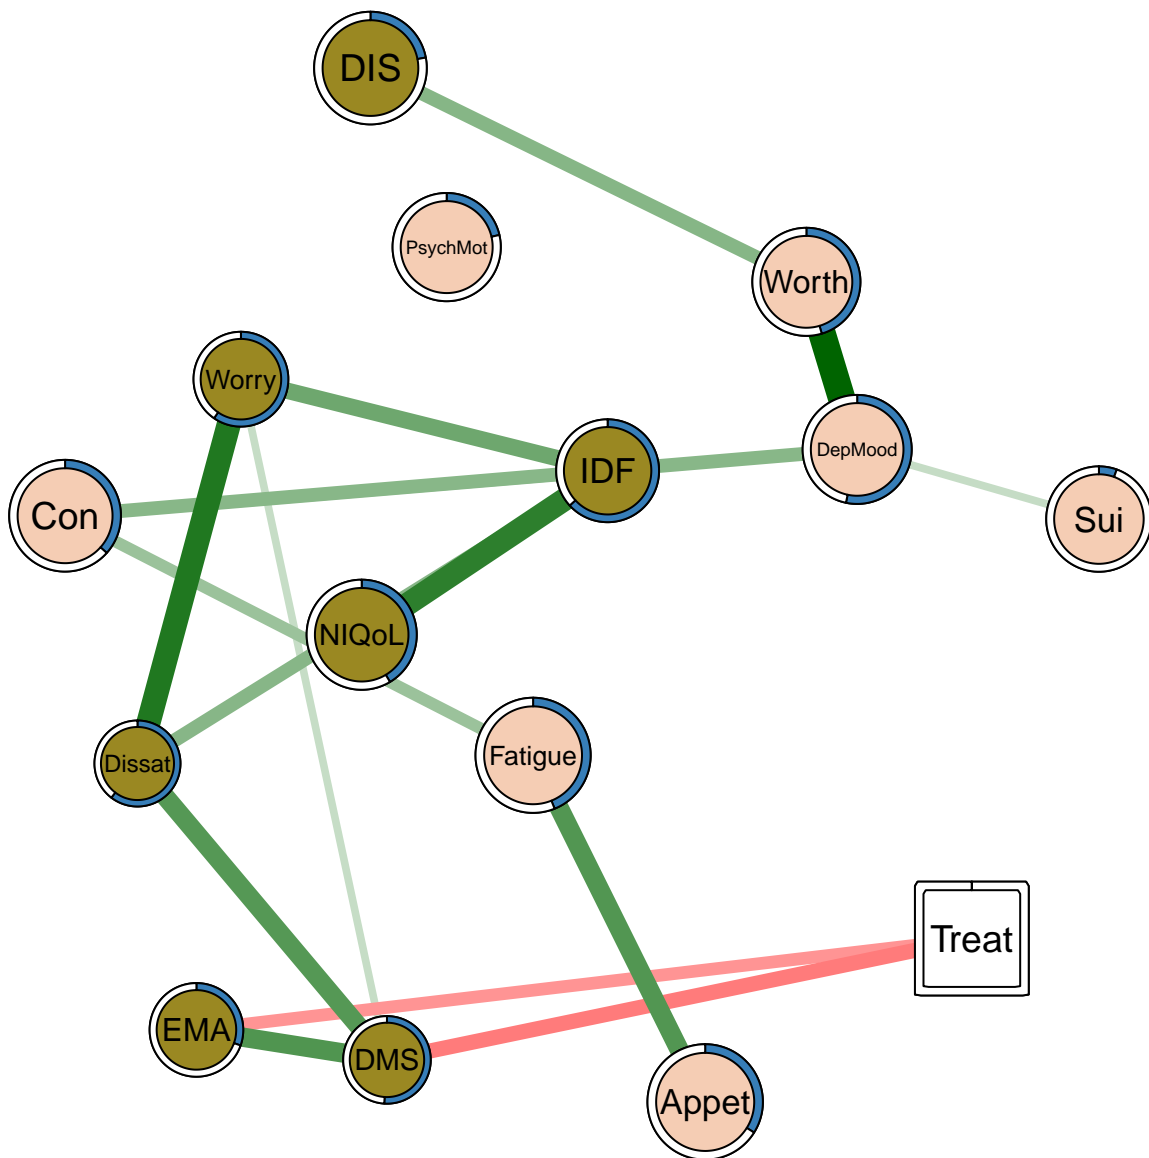 DIS
PsychMot
Worth
Worry
IDF
DepMood
Con
Sui
NIQoL
Dissat
Fatigue
Treat
EMA
DMS
Appet